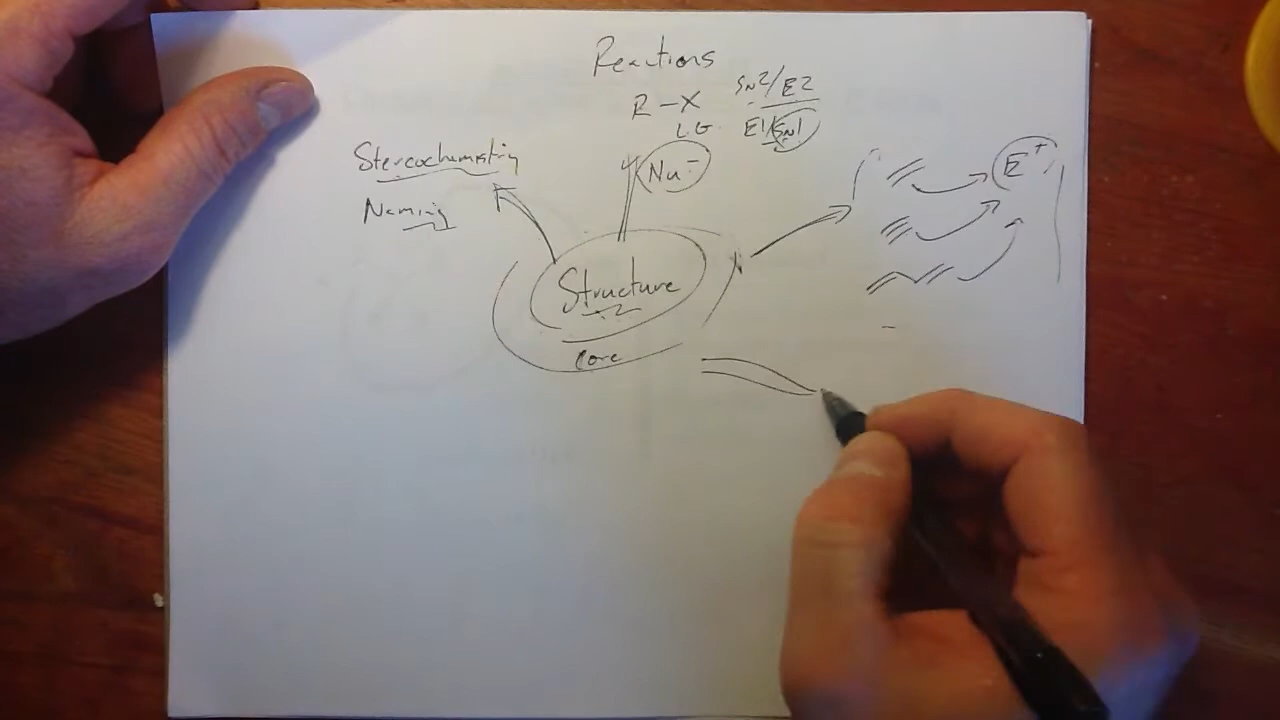 Reactions
R-X SN2/E2
LG E1/SN1
Stereochemistry Nu- E+
Naming
Structure
Core